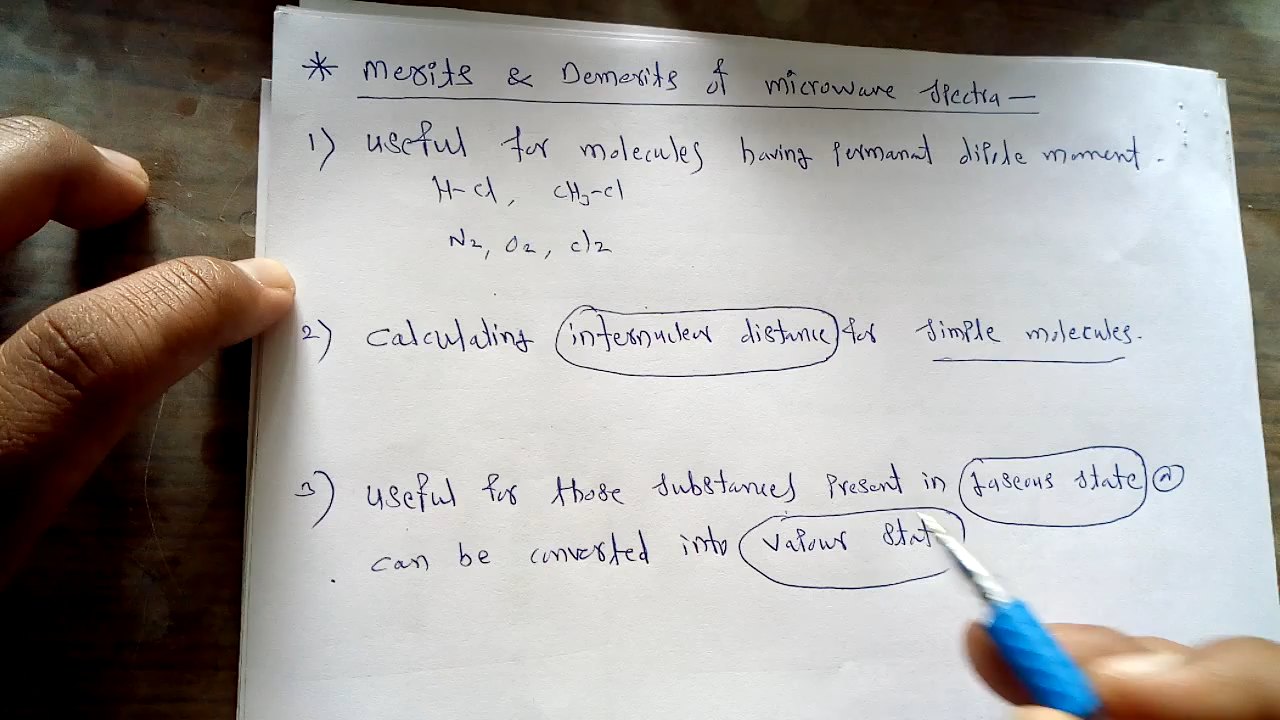 * Merits & Demerits of microwave spectra —
1) useful for molecules having permanat dipole moment.
H-Cl, CH3-Cl
N2, O2, Cl2
2) calculating internuclear distance for simple molecules.
3) useful for those substances present in gaseous state
can be converted into vapour state